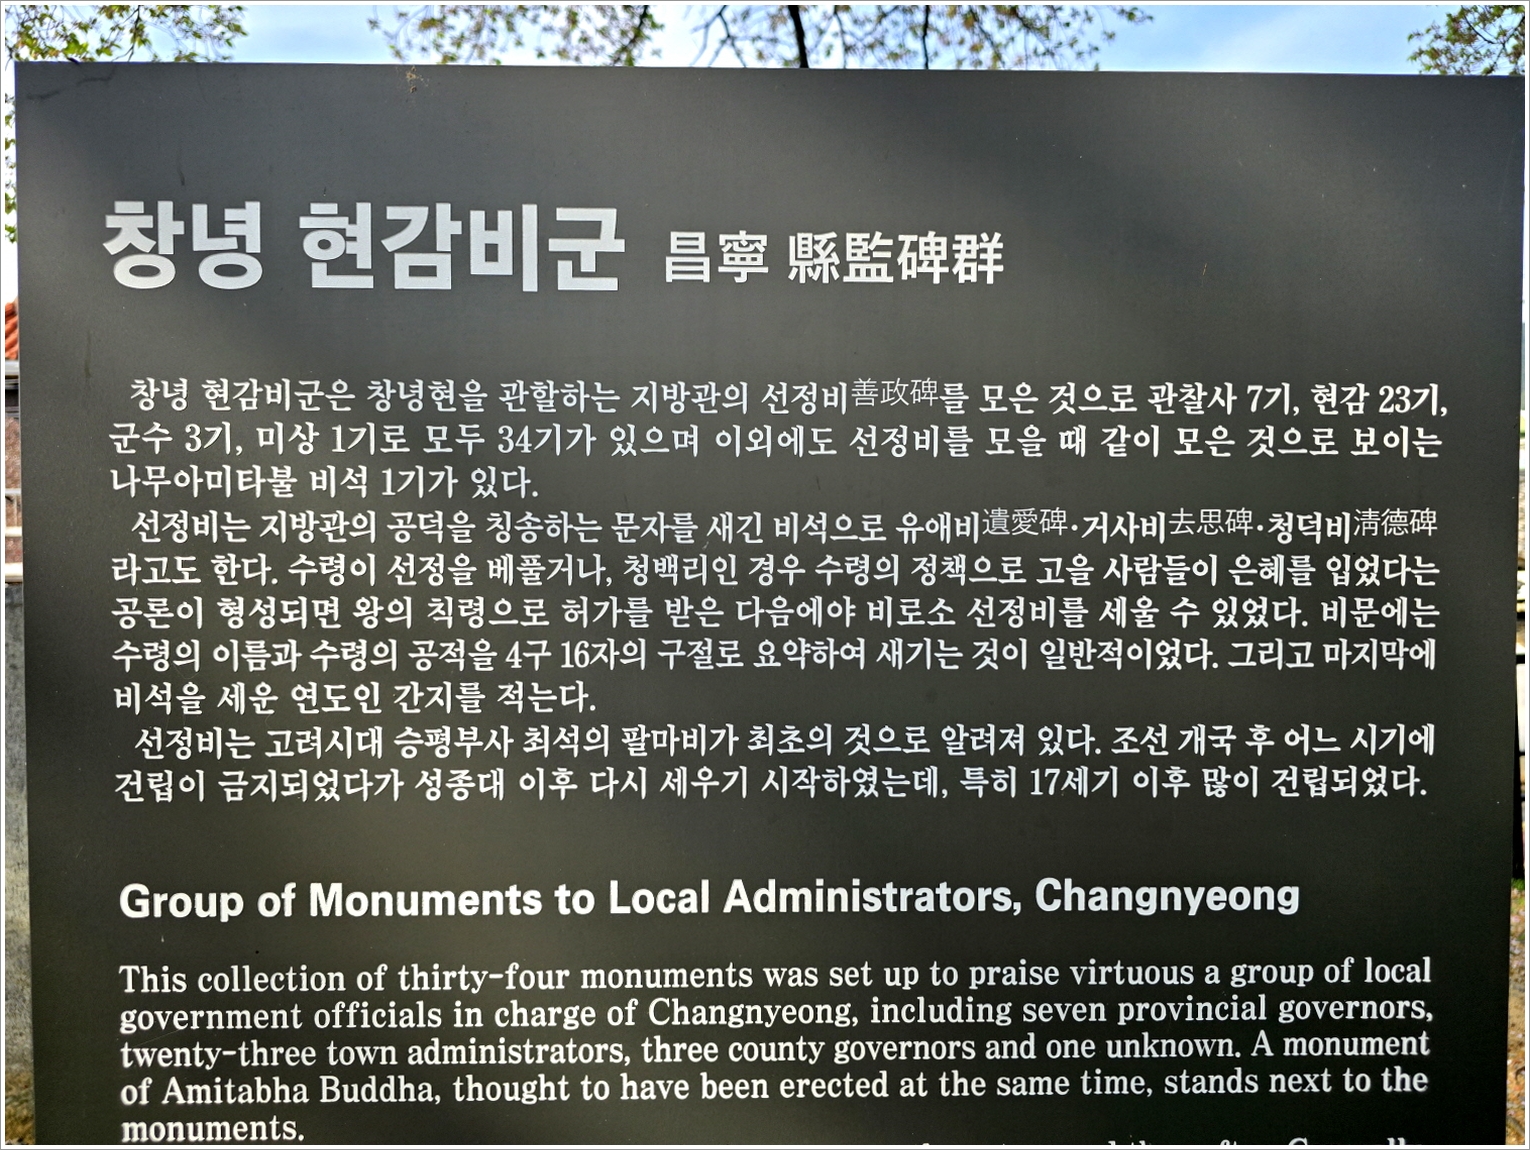 창녕 현감비군 昌寧 縣監碑群
창녕 현감비군은 창녕현을 관할하는 지방관의 선정비善政碑를 모은 것으로 관찰사 7기, 현감 23기,
군수 3기, 미상 1기로 모두 34기가 있으며 이외에도 선정비를 모을 때 같이 모은 것으로 보이는
나무아미타불 비석 1기가 있다.
선정비는 지방관의 공덕을 칭송하는 문자를 새긴 비석으로 유애비遺愛碑·거사비去思碑·청덕비淸德碑
라고도 한다. 수령이 선정을 베풀거나, 청백리인 경우 수령의 정책으로 고을 사람들이 은혜를 입었다는
공론이 형성되면 왕의 칙령으로 허가를 받은 다음에야 비로소 선정비를 세울 수 있었다. 비문에는
수령의 이름과 수령의 공적을 4구 16자의 구절로 요약하여 새기는 것이 일반적이었다. 그리고 마지막에
비석을 세운 연도인 간지를 적는다.
선정비는 고려시대 승평부사 최석의 팔마비가 최초의 것으로 알려져 있다. 조선 개국 후 어느 시기에
건립이 금지되었다가 성종대 이후 다시 세우기 시작하였는데, 특히 17세기 이후 많이 건립되었다.
Group of Monuments to Local Administrators, Changnyeong
This collection of thirty-four monuments was set up to praise virtuous a group of local
government officials in charge of Changnyeong, including seven provincial governors,
twenty-three town administrators, three county governors and one unknown. A monument
of Amitabha Buddha, thought to have been erected at the same time, stands next to the
monuments.